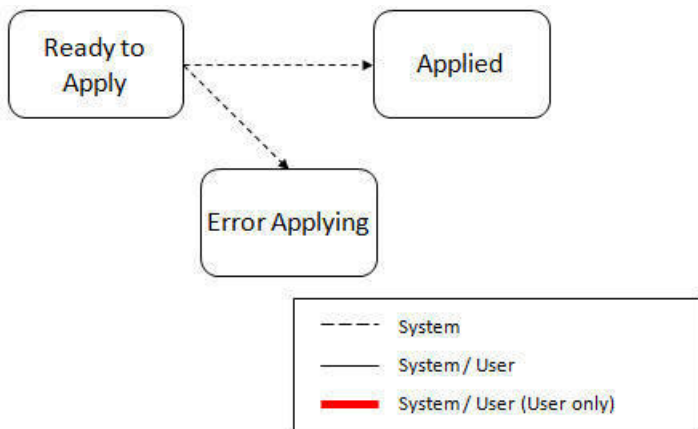 Ready to
Apply
Applied
Error Applying
System
System / User
System / User (User only)